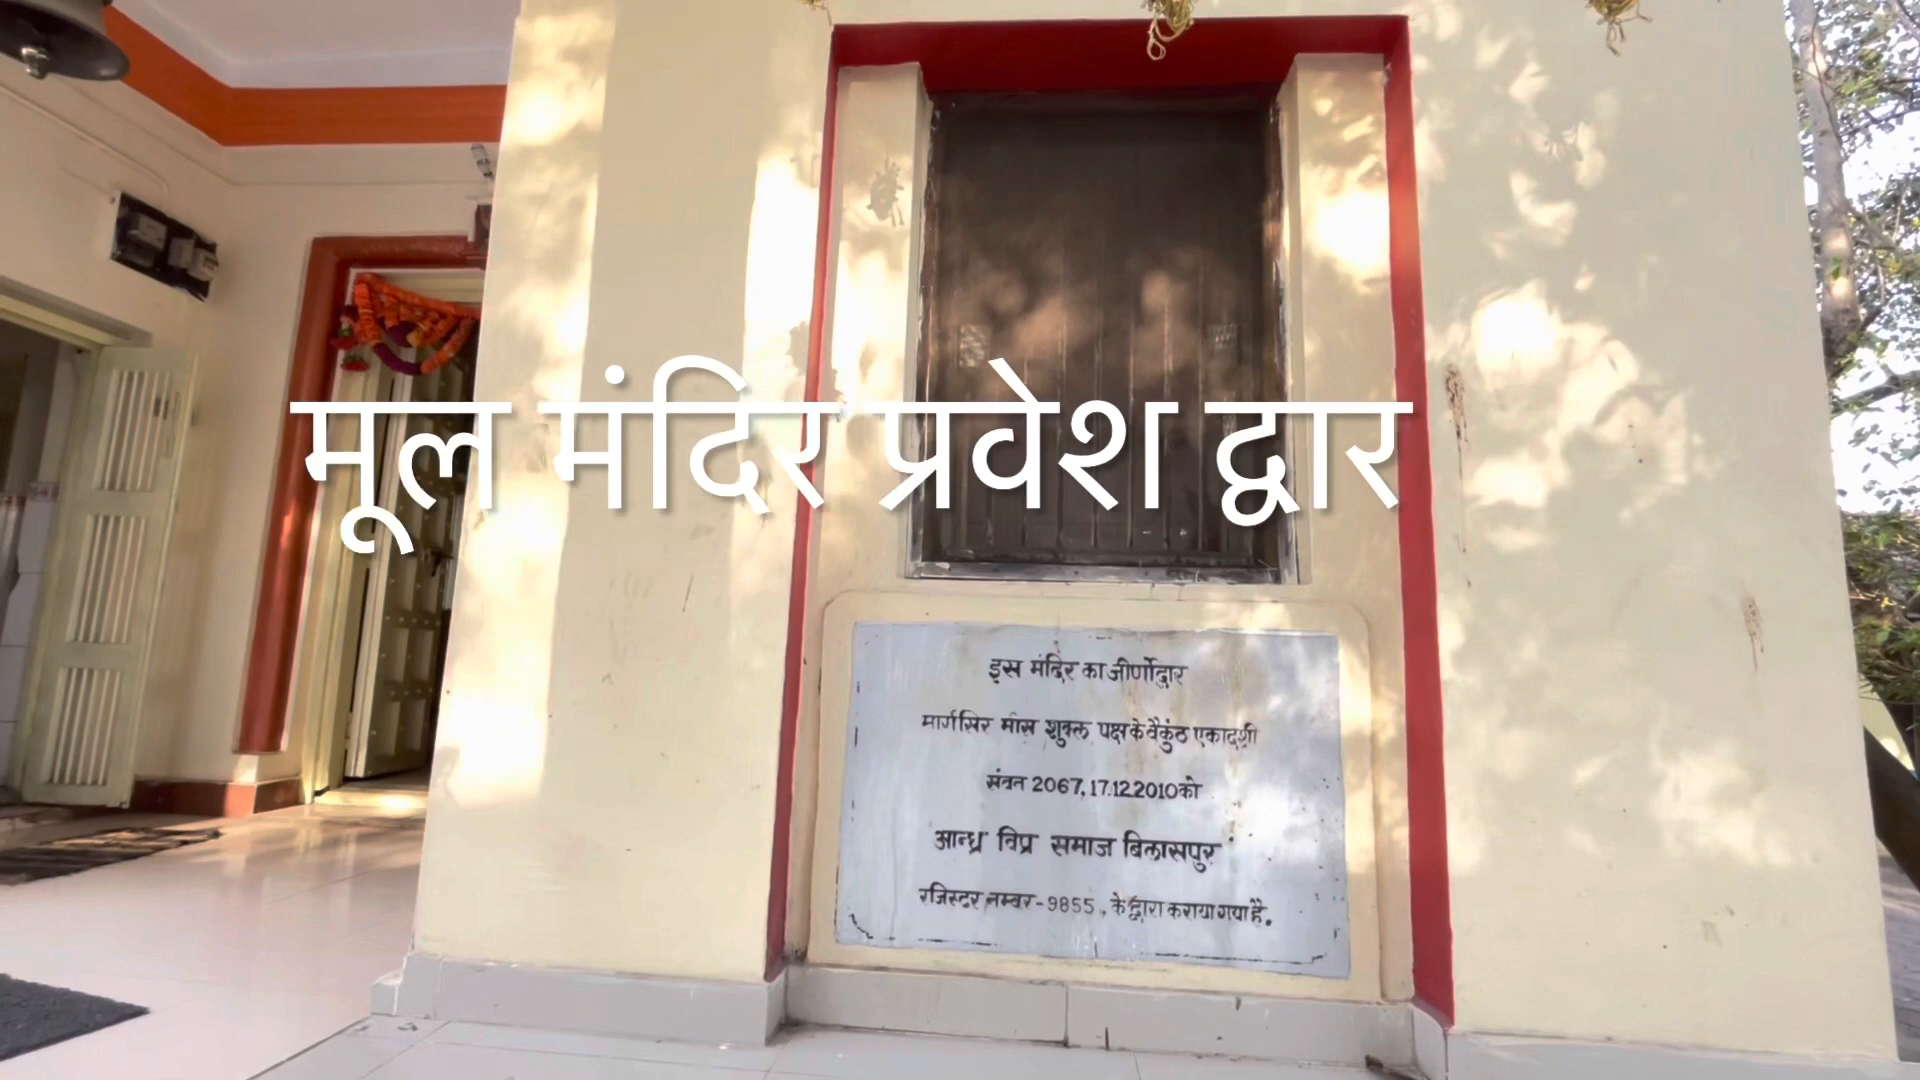 मूल मंदिर प्रवेश द्वार
इस मंदिर का जीर्णोद्धार
मार्गसिर मास शुक्ल पक्ष के वैकुंठ एकादशी
संवत 2067, 17.12.2010 को
आन्ध्र विप्र समाज बिलासपुर
रजिस्टर नम्बर-9855, के द्वारा कराया गया है.